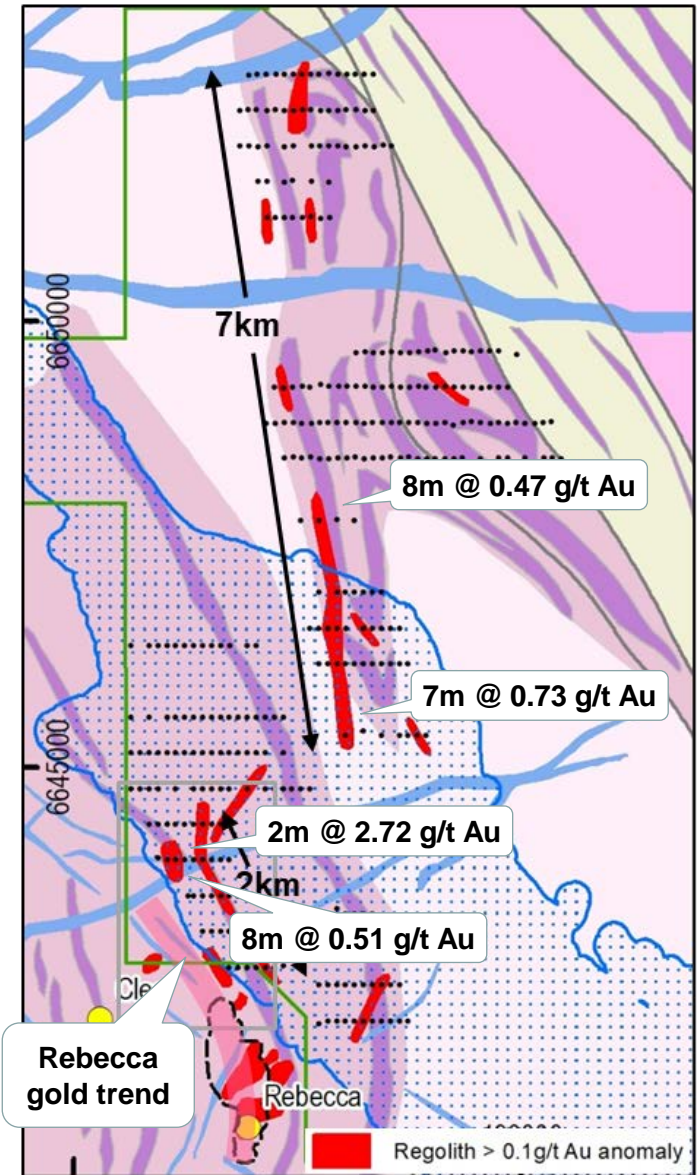 6650000
7km
8m @ 0.47 g/t Au
7m @ 0.73 g/t Au
6645000
2m @ 2.72 g/t Au
2km
8m @ 0.51 g/t Au
Cle
Rebecca
gold trend
Rebecca
Regolith > 0.1g/t Au anomaly